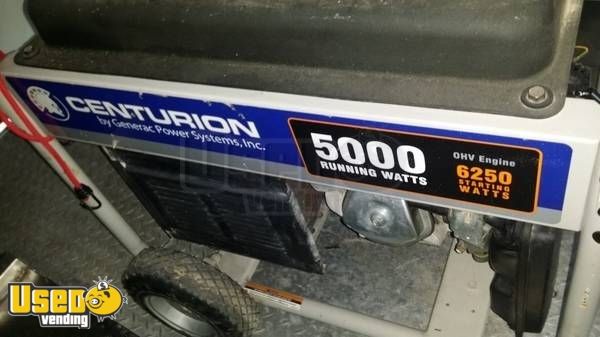 CENTURION
by Generac Power Systems, Inc.
5000
RUNNING WATTS
OHV Engine
6250
STARTING
WATTS
USED
vending